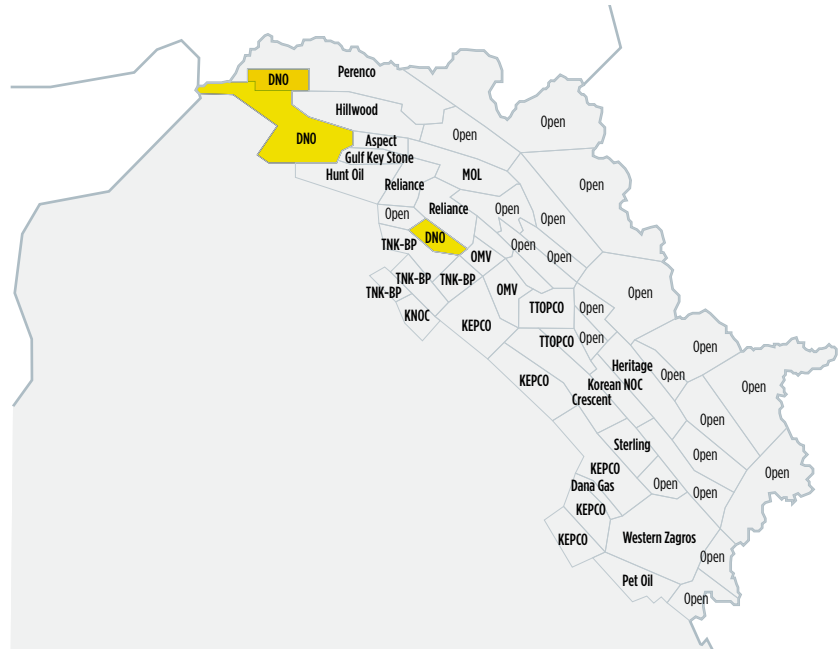 Perenco
DNO
Hillwood
Open
Open
DNO
Aspect
Gulf Key Stone
Hunt Oil
MOL
Reliance
Open
Reliance
Open
Open
Open
DNO
TNK-BP
Open
OMV
Open
TNK-BP
TNK-BP
TNK-BP
OMV
Open
KNOC
KEPCO
TTOPCO
Open
TTOPCO
Open
Open
Heritage
Open
KEPCO
Korean NOC
Open
Crescent
Open
Sterling
Open
KEPCO
Open
Dana Gas
Open
Open
KEPCO
KEPCO
Western Zagros
Open
Pet Oil
Open